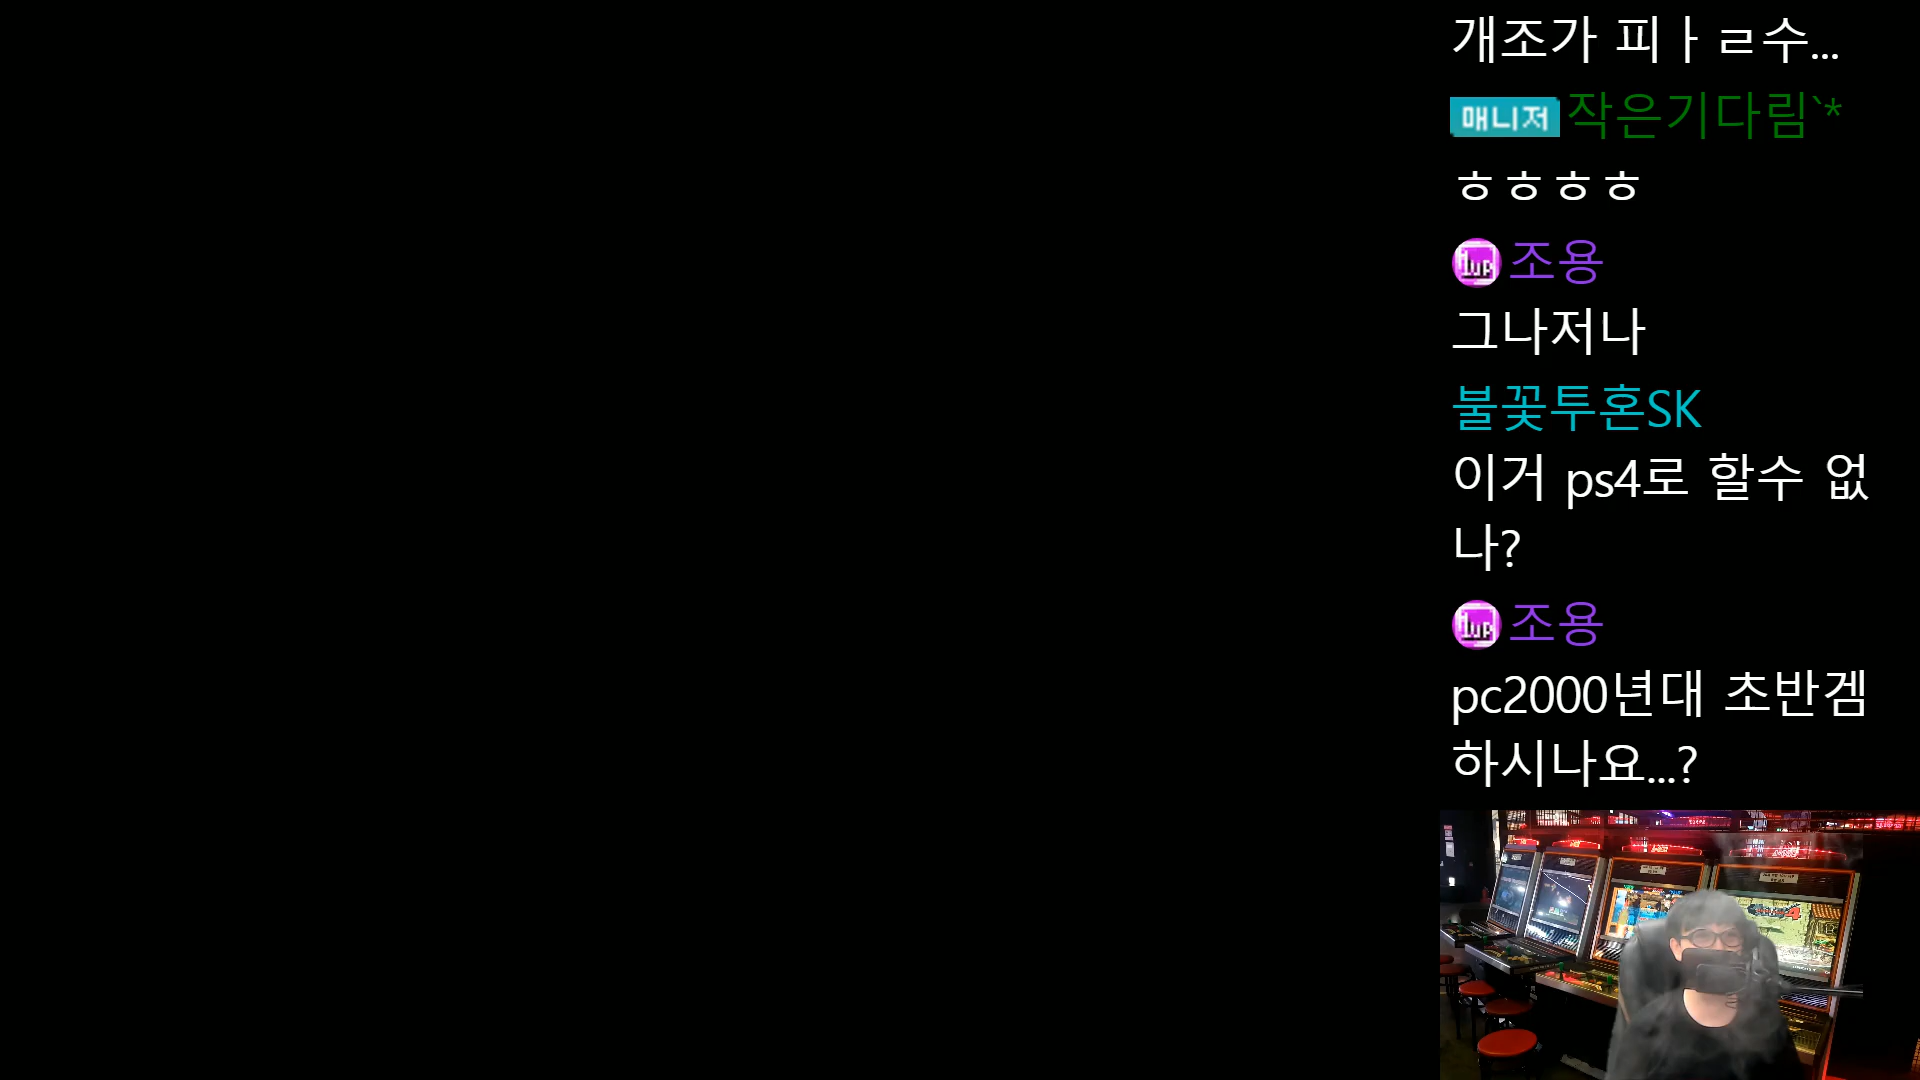 개조가 피ㅏㄹ수...
매니저 작은기다림`*
ㅎㅎㅎㅎ
1up 조용
그나저나
불꽃투혼SK
이거 ps4로 할수 없
나?
1up 조용
pc2000년대 초반겜
하시나요...?